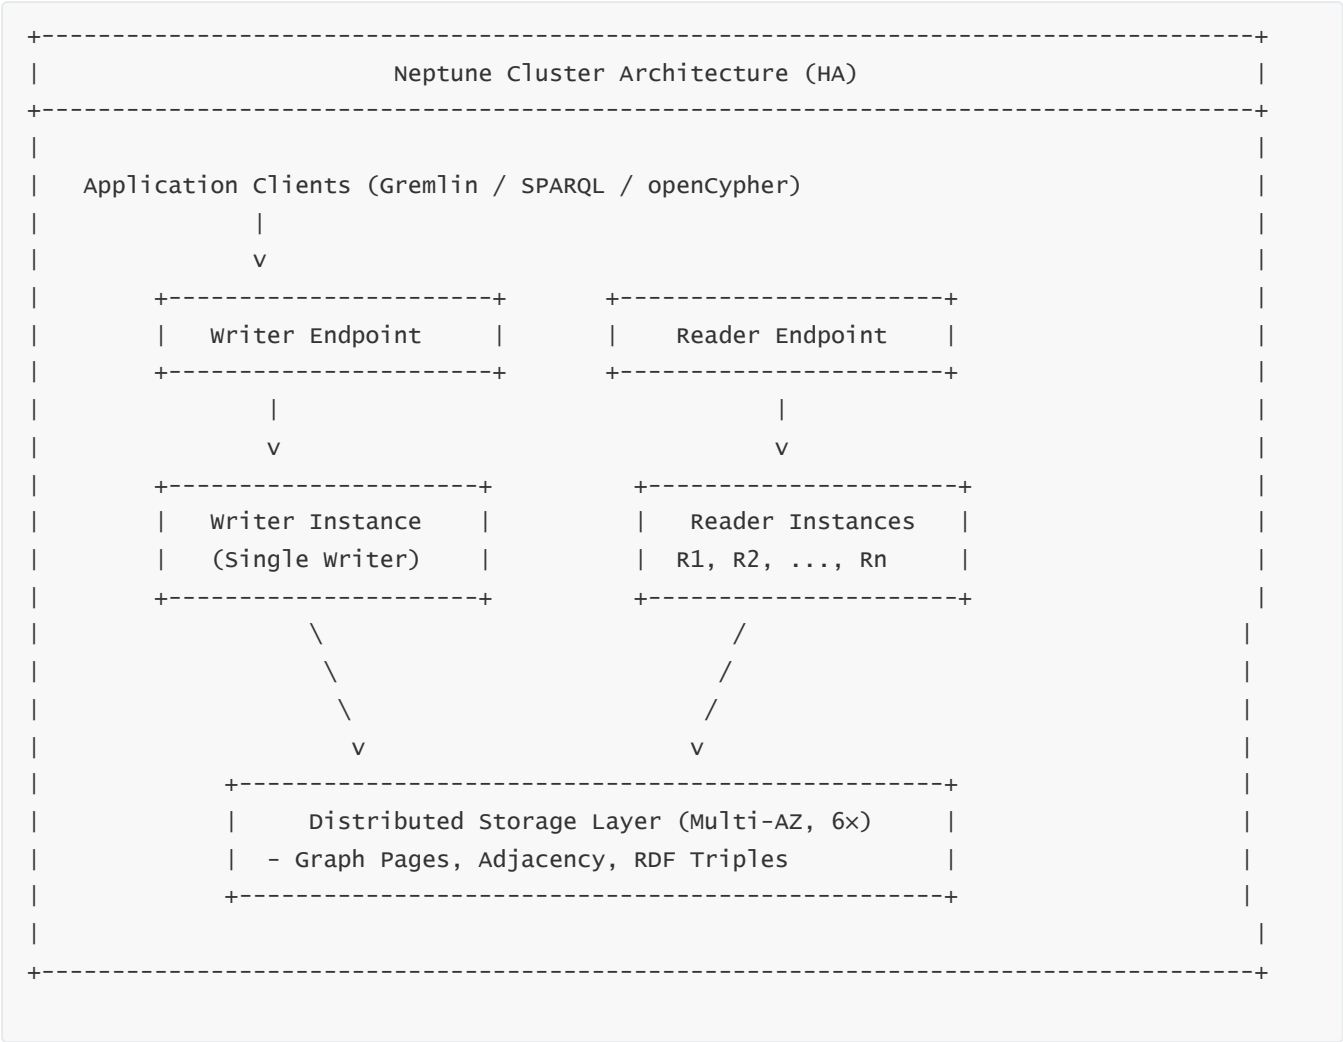 Neptune Cluster Architecture (HA)
Application Clients (Gremlin / SPARQL / openCypher)
Writer Endpoint Reader Endpoint
Writer Instance Reader Instances
(Single Writer) R1, R2, ..., Rn
Distributed Storage Layer (Multi-AZ, 6×)
- Graph Pages, Adjacency, RDF Triples